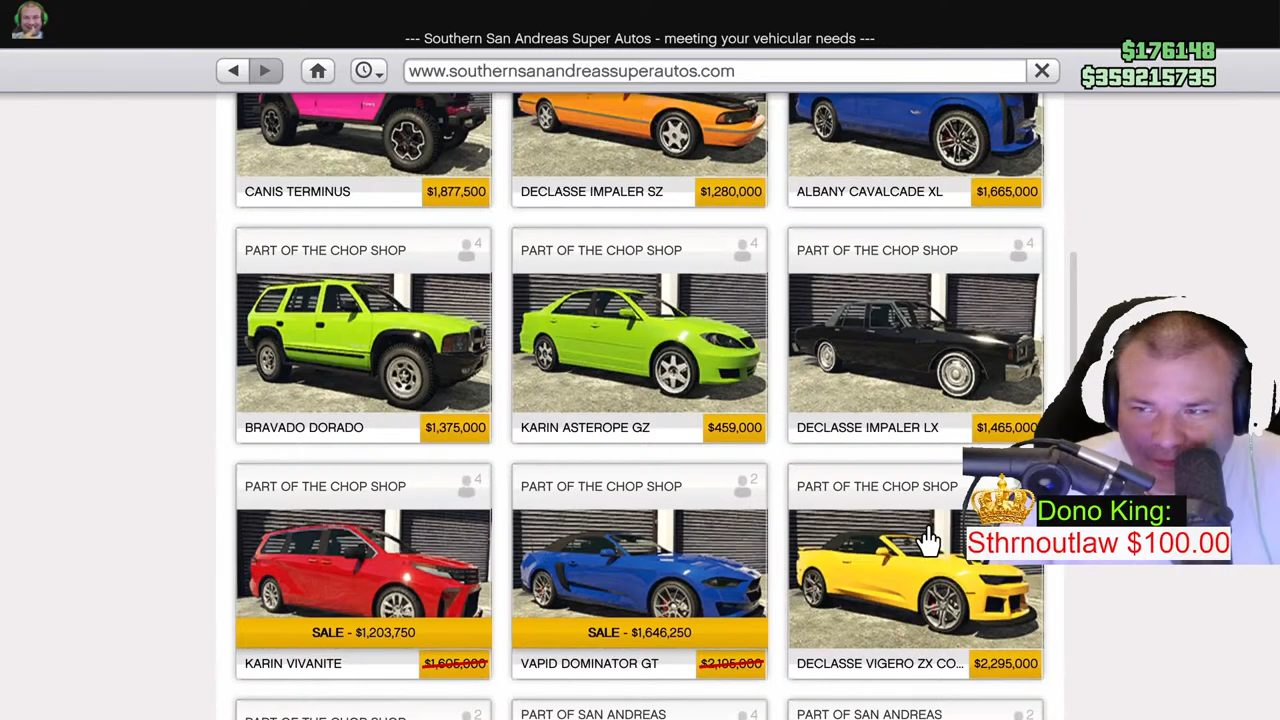 --- Southern San Andreas Super Autos - meeting your vehicular needs ---
$176148
$359215735
www.southernsanandreassuperautos.com
CANIS TERMINUS $1,877,500
DECLASSE IMPALER SZ $1,280,000
ALBANY CAVALCADE XL $1,665,000
PART OF THE CHOP SHOP 4
PART OF THE CHOP SHOP 4
PART OF THE CHOP SHOP 4
BRAVADO DORADO $1,375,000
KARIN ASTEROPE GZ $459,000
DECLASSE IMPALER LX $1,465,000
PART OF THE CHOP SHOP 4
PART OF THE CHOP SHOP 2
PART OF THE CHOP SHOP
Dono King:
Sthrnoutlaw $100.00
SALE - $1,203,750
SALE - $1,646,250
KARIN VIVANITE $1,605,000
VAPID DOMINATOR GT $2,195,000
DECLASSE VIGERO ZX CO... $2,295,000
PART OF THE CHOP SHOP 2
PART OF SAN ANDREAS 4
PART OF SAN ANDREAS 2